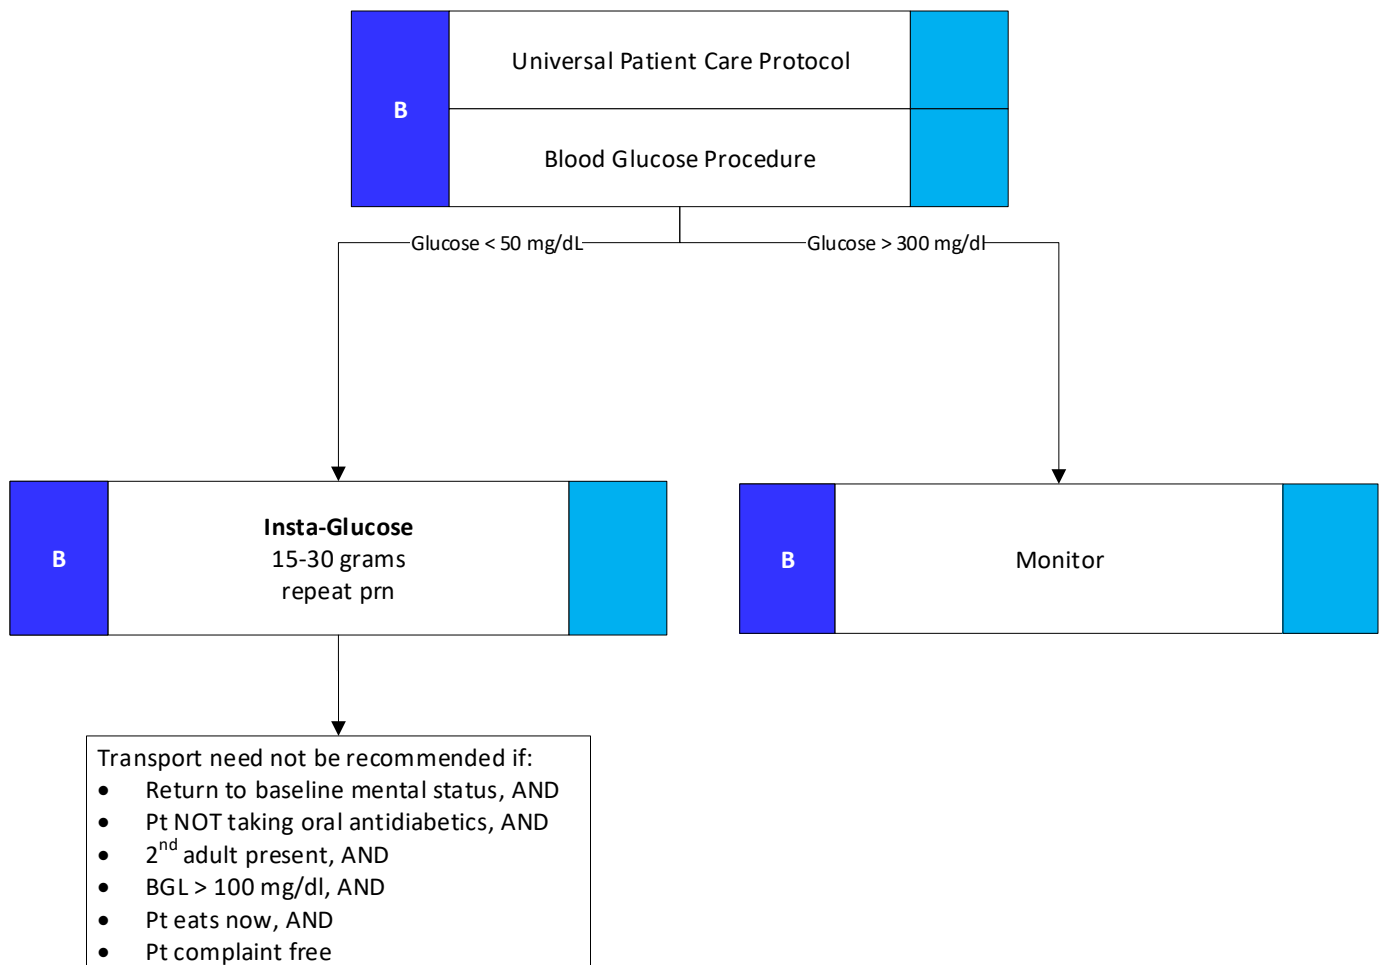 B
Universal Patient Care Protocol
Blood Glucose Procedure
Glucose < 50 mg/dL
Glucose > 300 mg/dl
B
Insta-Glucose
15-30 grams
repeat prn
B
Monitor
Transport need not be recommended if:
• Return to baseline mental status, AND
• Pt NOT taking oral antidiabetics, AND
• 2nd adult present, AND
• BGL > 100 mg/dl, AND
• Pt eats now, AND
• Pt complaint free